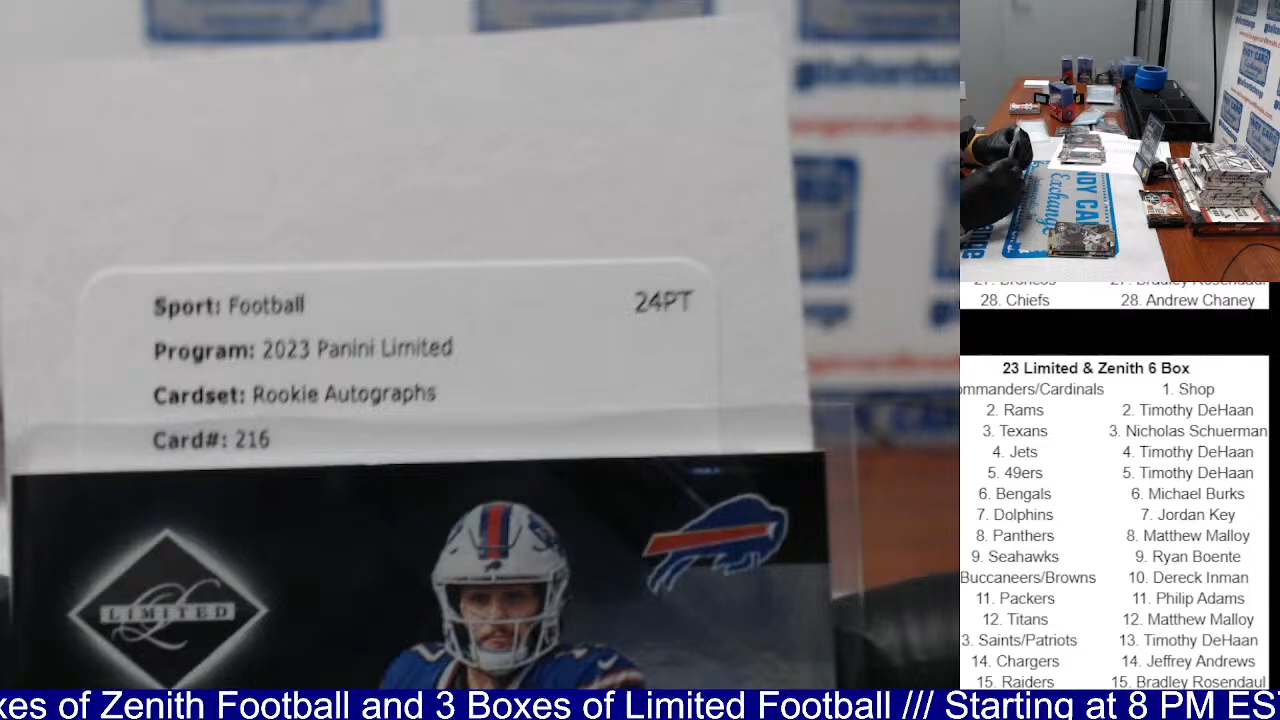 Sport: Football
24PT
Program: 2023 Panini Limited
Cardset: Rookie Autographs
Card#: 216
LIMITED
28. Chiefs 28. Andrew Chaney
23 Limited & Zenith 6 Box
ommanders/Cardinals 1. Shop
2. Rams 2. Timothy DeHaan
3. Texans 3. Nicholas Schuerman
4. Jets 4. Timothy DeHaan
5. 49ers 5. Timothy DeHaan
6. Bengals 6. Michael Burks
7. Dolphins 7. Jordan Key
8. Panthers 8. Matthew Malloy
9. Seahawks 9. Ryan Boente
Buccaneers/Browns 10. Dereck Inman
11. Packers 11. Philip Adams
12. Titans 12. Matthew Malloy
3. Saints/Patriots 13. Timothy DeHaan
14. Chargers 14. Jeffrey Andrews
15. Raiders 15. Bradley Rosendaul
xes of Zenith Football and 3 Boxes of Limited Football /// Starting at 8 PM ES